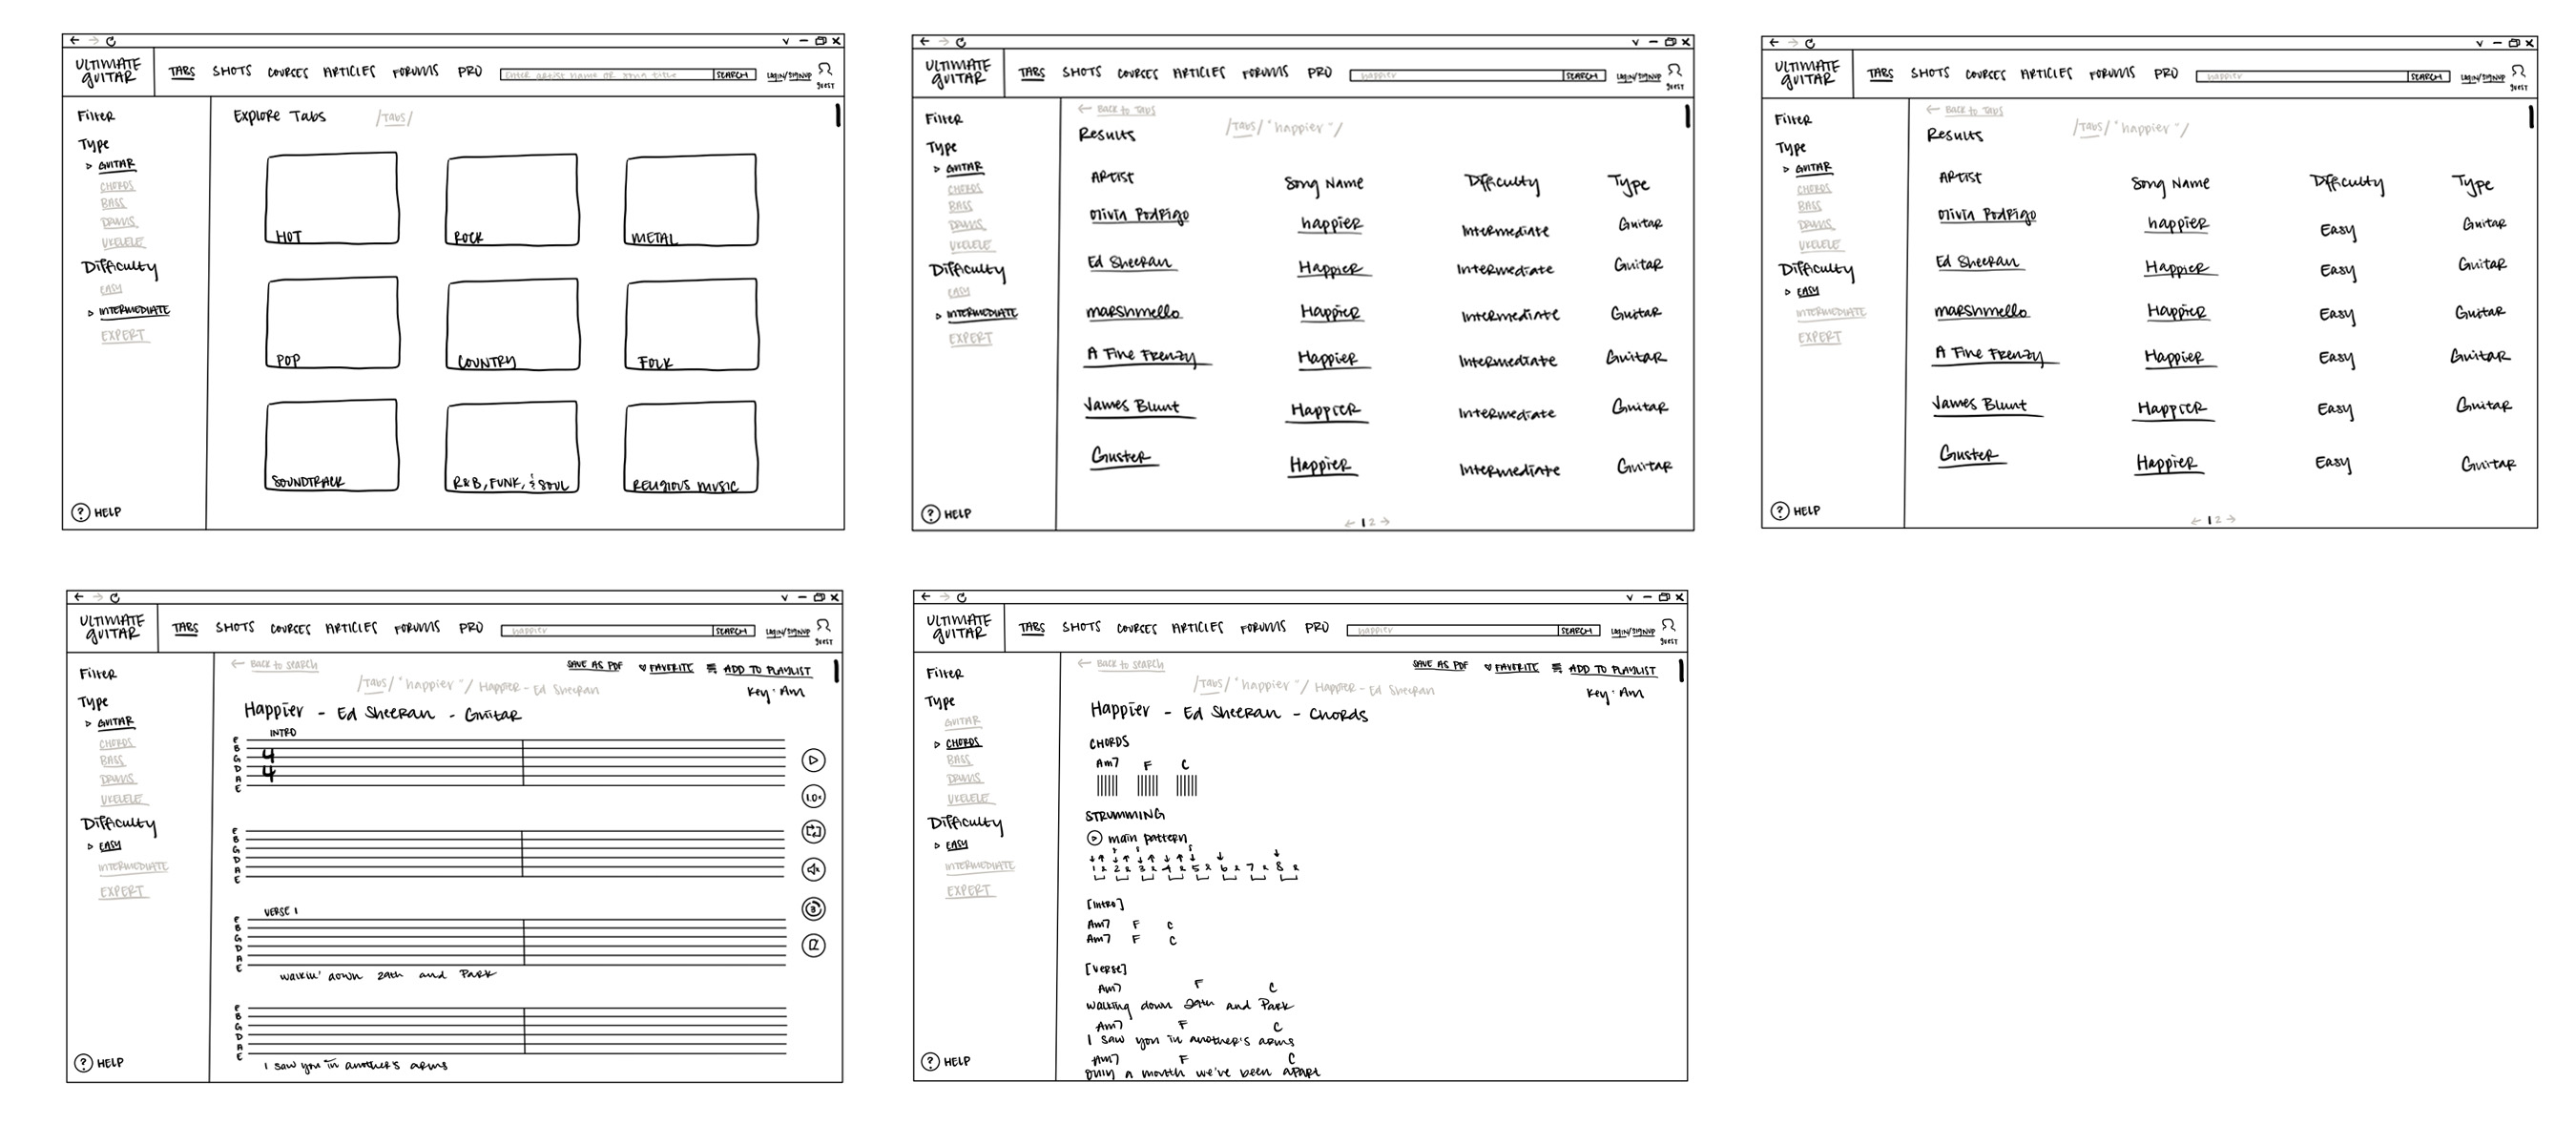 ULTIMATE GUITAR
TABS SHOTS COURSES ARTICLES FORUMS PRO Enter artist name or song title SEARCH LOGIN/SIGNUP
guest
Filter
Type
GUITAR
CHORDS
BASS
DRUMS
UKELELE
Difficulty
EASY
INTERMEDIATE
EXPERT
? HELP
Explore Tabs /Tabs/
HOT ROCK METAL
POP COUNTRY FOLK
SOUNDTRACK R&B, FUNK, & SOUL RELIGIOUS MUSIC
ULTIMATE GUITAR
TABS SHOTS COURSES ARTICLES FORUMS PRO happier SEARCH LOGIN/SIGNUP
guest
Filter
Type
GUITAR
CHORDS
BASS
DRUMS
UKELELE
Difficulty
EASY
INTERMEDIATE
EXPERT
? HELP
← Back to Tabs
Results /Tabs/ "happier"/
Artist Song Name Difficulty Type
Olivia Rodrigo happier Intermediate Guitar
Ed Sheeran Happier Intermediate Guitar
marshmello Happier Intermediate Guitar
A Fine Frenzy Happier Intermediate Guitar
James Blunt Happier Intermediate Guitar
Guster Happier Intermediate Guitar
← 1 2 →
ULTIMATE GUITAR
TABS SHOTS COURSES ARTICLES FORUMS PRO happier SEARCH LOGIN/SIGNUP
guest
Filter
Type
GUITAR
CHORDS
BASS
DRUMS
UKELELE
Difficulty
EASY
INTERMEDIATE
EXPERT
? HELP
← Back to Tabs
Results /Tabs/ "happier"/
Artist Song Name Difficulty Type
Olivia Rodrigo happier Easy Guitar
Ed Sheeran Happier Easy Guitar
marshmello Happier Easy Guitar
A Fine Frenzy Happier Easy Guitar
James Blunt Happier Easy Guitar
Guster Happier Easy Guitar
← 1 2 →
ULTIMATE GUITAR
TABS SHOTS COURSES ARTICLES FORUMS PRO happier SEARCH LOGIN/SIGNUP
guest
Filter
Type
GUITAR
CHORDS
BASS
DRUMS
UKELELE
Difficulty
EASY
INTERMEDIATE
EXPERT
? HELP
← Back to search SAVE AS PDF FAVORITE ADD TO PLAYLIST
/Tabs/ "happier"/ Happier - Ed Sheeran Key: Am
Happier - Ed Sheeran - Guitar
INTRO
E
B
G
D
A
E
4
4
E
B
G
D
A
E
VERSE 1
E
B
G
D
A
E
walkin' down 29th and Park
E
B
G
D
A
E
I saw you in another's arms
1.0x
3
ULTIMATE GUITAR
TABS SHOTS COURSES ARTICLES FORUMS PRO happier SEARCH LOGIN/SIGNUP
guest
Filter
Type
GUITAR
CHORDS
BASS
DRUMS
UKELELE
Difficulty
EASY
INTERMEDIATE
EXPERT
? HELP
← Back to search SAVE AS PDF FAVORITE ADD TO PLAYLIST
/Tabs/ "happier"/ Happier - Ed Sheeran Key: Am
Happier - Ed Sheeran - Chords
CHORDS
Am7 F C
STRUMMING
main pattern
1 & 2 & 3 & 4 & 5 & 6 & 7 & 8 &
[Intro]
Am7 F C
Am7 F C
[Verse]
Am7 F C
walking down 29th and Park
Am7 F C
I saw you in another's arms
Am7 F C
only a month we've been apart